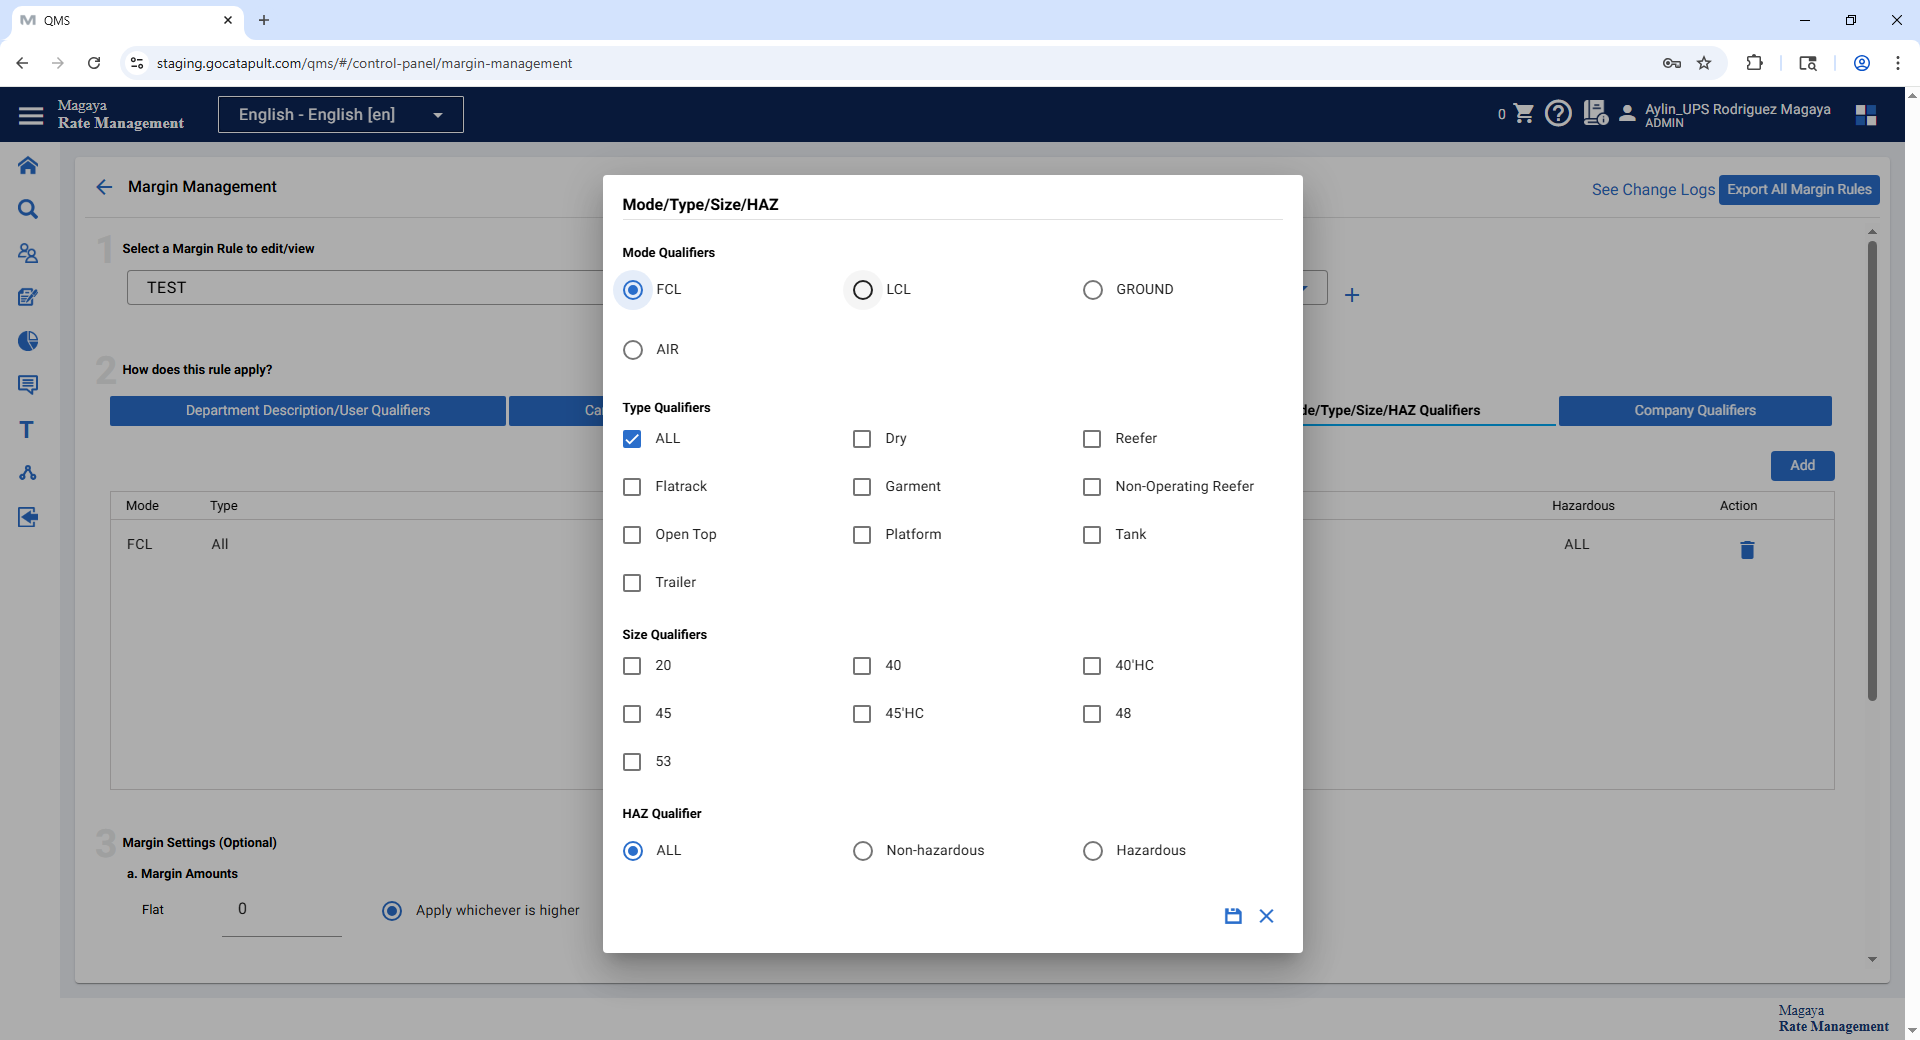 QMS
staging.gocatapult.com/qms/#/control-panel/margin-management
Magaya
Rate Management
English - English [en]
0
Aylin_UPS Rodriguez Magaya
ADMIN
Margin Management
See Change Logs
Export All Margin Rules
1
Select a Margin Rule to edit/view
TEST
2
How does this rule apply?
Department Description/User Qualifiers
Ca
de/Type/Size/HAZ Qualifiers
Company Qualifiers
Add
Mode
Type
Hazardous
Action
FCL
All
ALL
3
Margin Settings (Optional)
a. Margin Amounts
Flat
0
Apply whichever is higher
Mode/Type/Size/HAZ
Mode Qualifiers
FCL
LCL
GROUND
AIR
Type Qualifiers
ALL
Dry
Reefer
Flatrack
Garment
Non-Operating Reefer
Open Top
Platform
Tank
Trailer
Size Qualifiers
20
40
40'HC
45
45'HC
48
53
HAZ Qualifier
ALL
Non-hazardous
Hazardous
Magaya
Rate Management